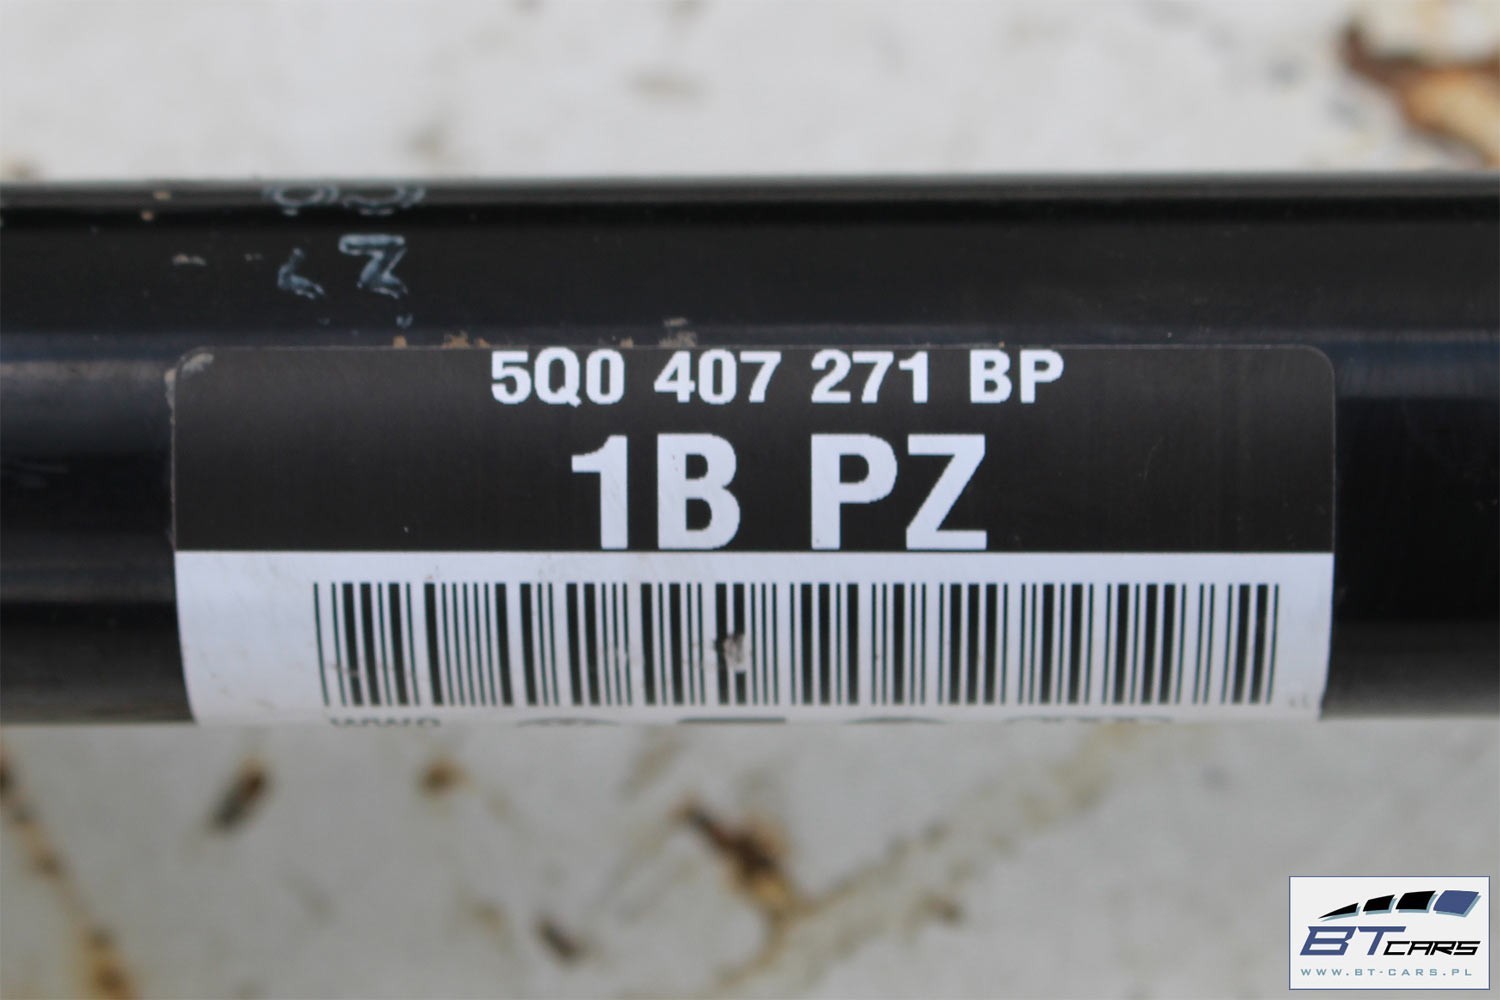 5Q0 407 271 BP
1B PZ
BT CARS
WWW.BT-CARS.PL